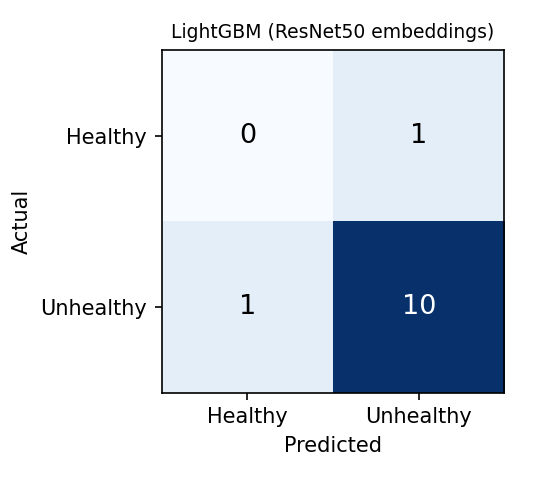 LightGBM (ResNet50 embeddings)
Actual
Healthy
0
1
Unhealthy
1
10
Healthy
Unhealthy
Predicted